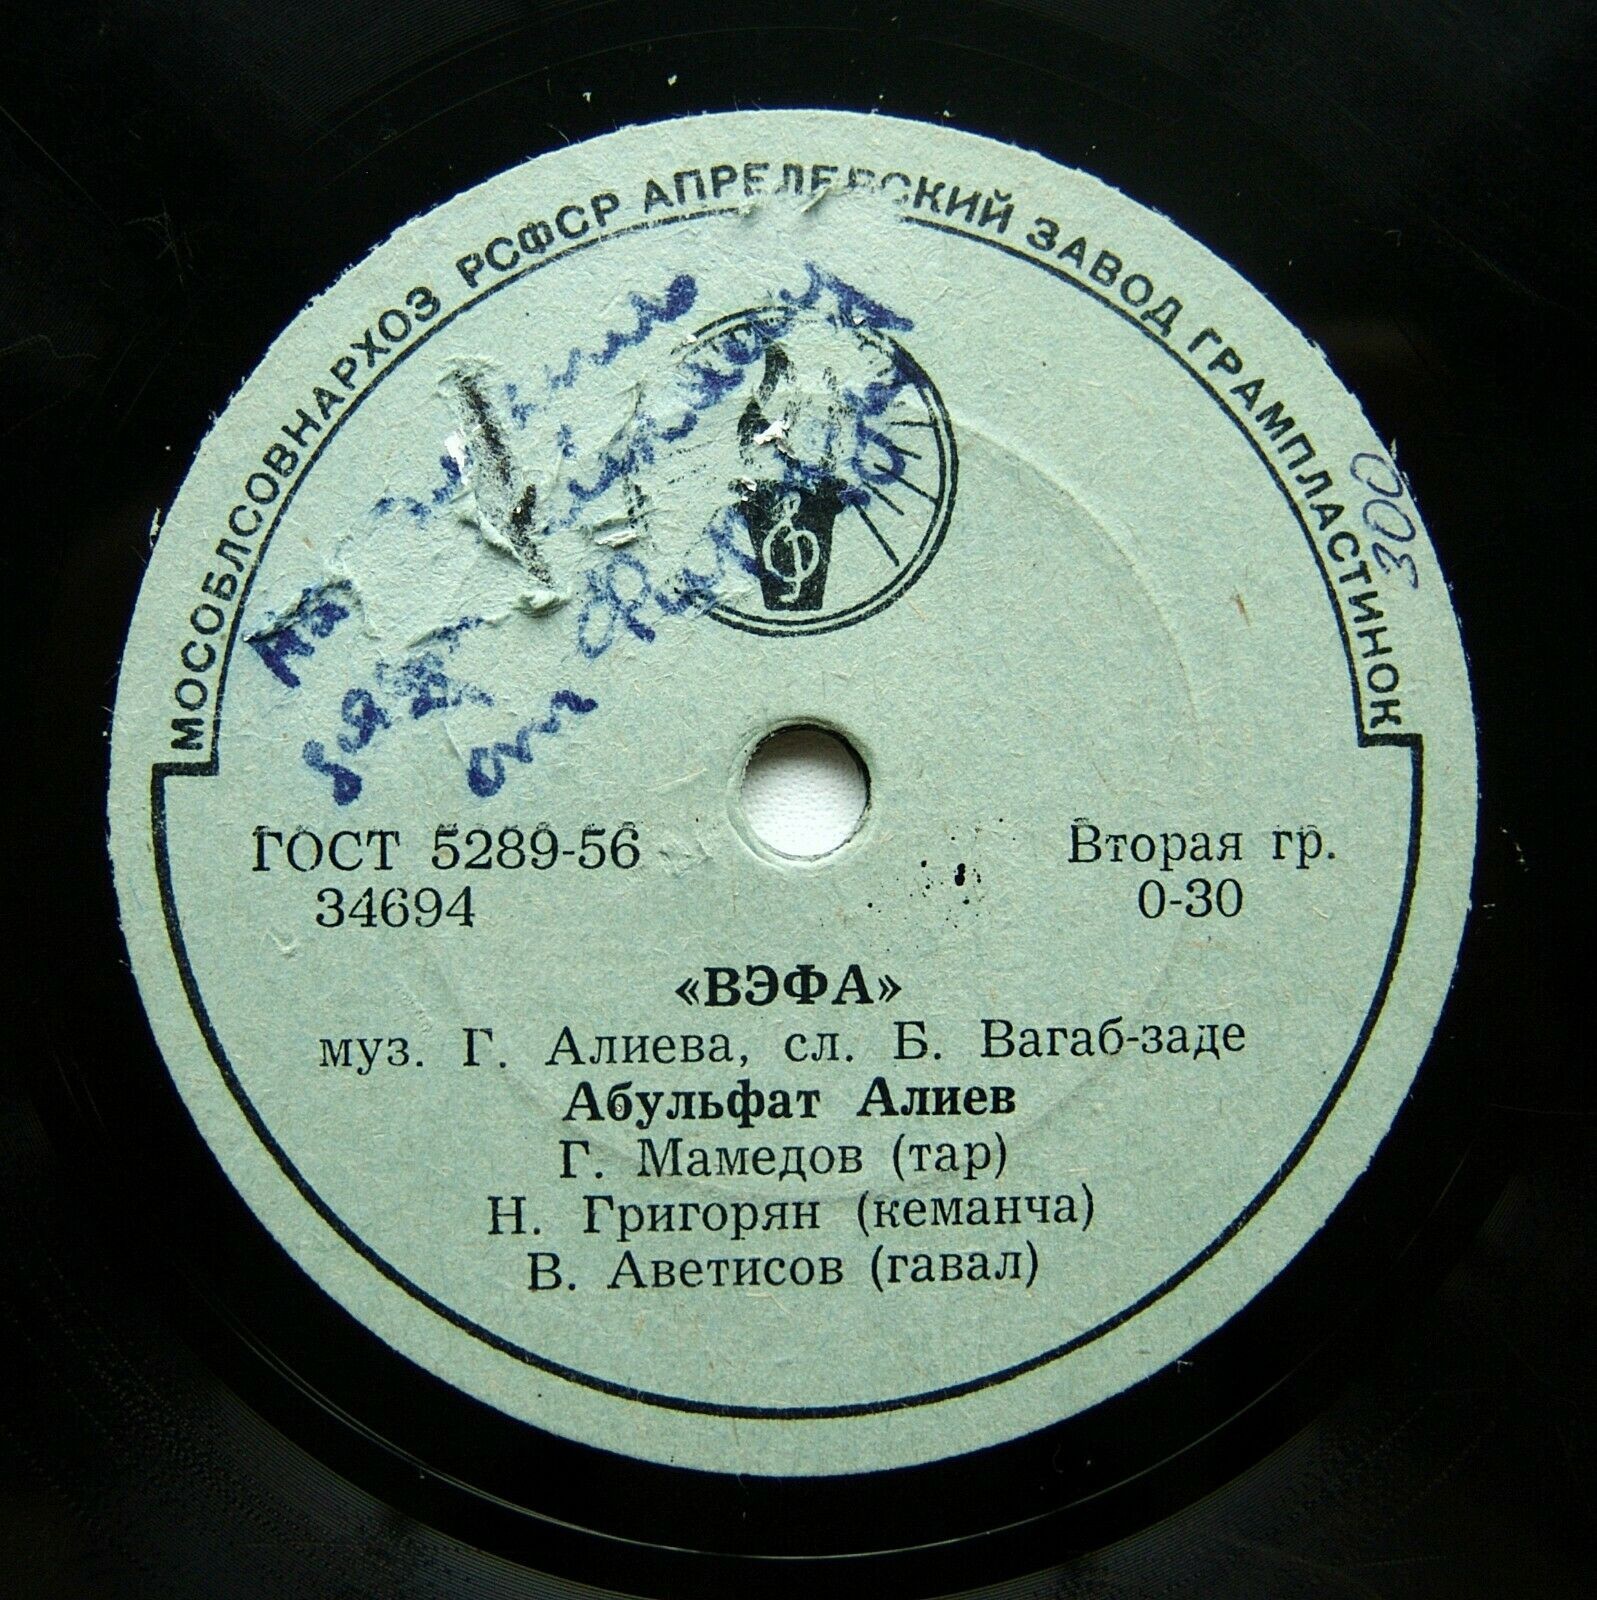 МОСОБЛСОВНАРХОЗ РСФСР АПРЕЛЕВСКИЙ ЗАВОД ГРАМПЛАСТИНОК
300
ГОСТ 5289-56 Вторая гр.
34694 0-30
«ВЭФА»
муз. Г. Алиева, сл. Б. Вагаб-заде
Абульфат Алиев
Г. Мамедов (тар)
Н. Григорян (кеманча)
В. Аветисов (гавал)